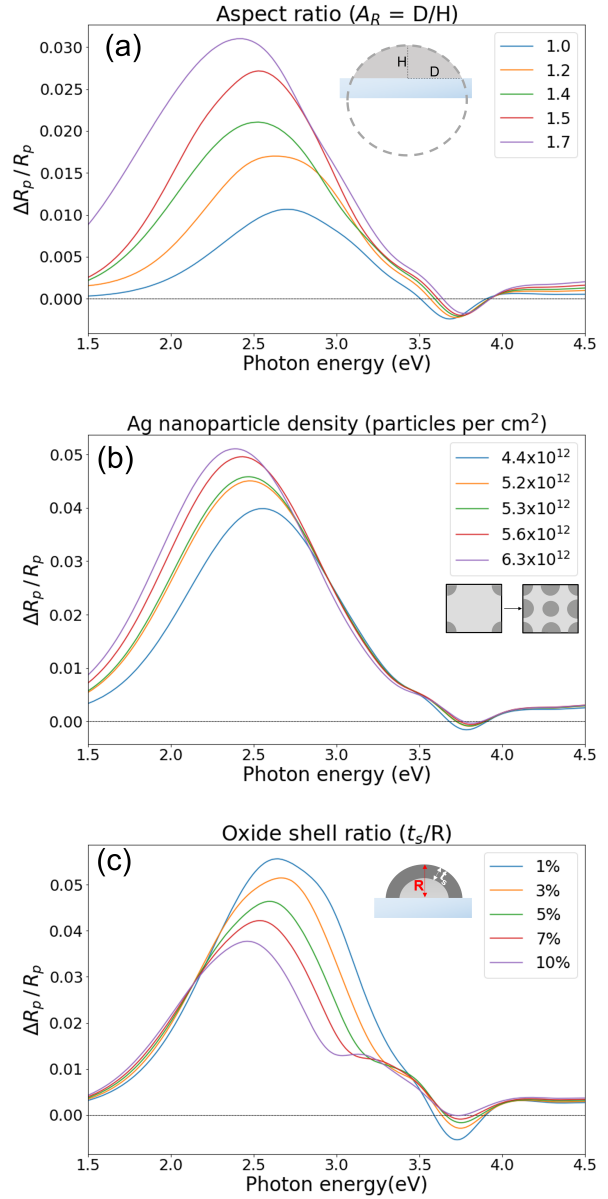 Aspect ratio (A_R = D/H)
(a)
H
D
1.0
1.2
1.4
1.5
1.7
ΔR_p / R_p
0.030
0.025
0.020
0.015
0.010
0.005
0.000
1.5 2.0 2.5 3.0 3.5 4.0 4.5
Photon energy (eV)
Ag nanoparticle density (particles per cm²)
(b)
4.4x10¹²
5.2x10¹²
5.3x10¹²
5.6x10¹²
6.3x10¹²
ΔR_p / R_p
0.05
0.04
0.03
0.02
0.01
0.00
1.5 2.0 2.5 3.0 3.5 4.0 4.5
Photon energy (eV)
Oxide shell ratio (t_s/R)
(c)
R
t_s
1%
3%
5%
7%
10%
ΔR_p / R_p
0.05
0.04
0.03
0.02
0.01
0.00
1.5 2.0 2.5 3.0 3.5 4.0 4.5
Photon energy(eV)